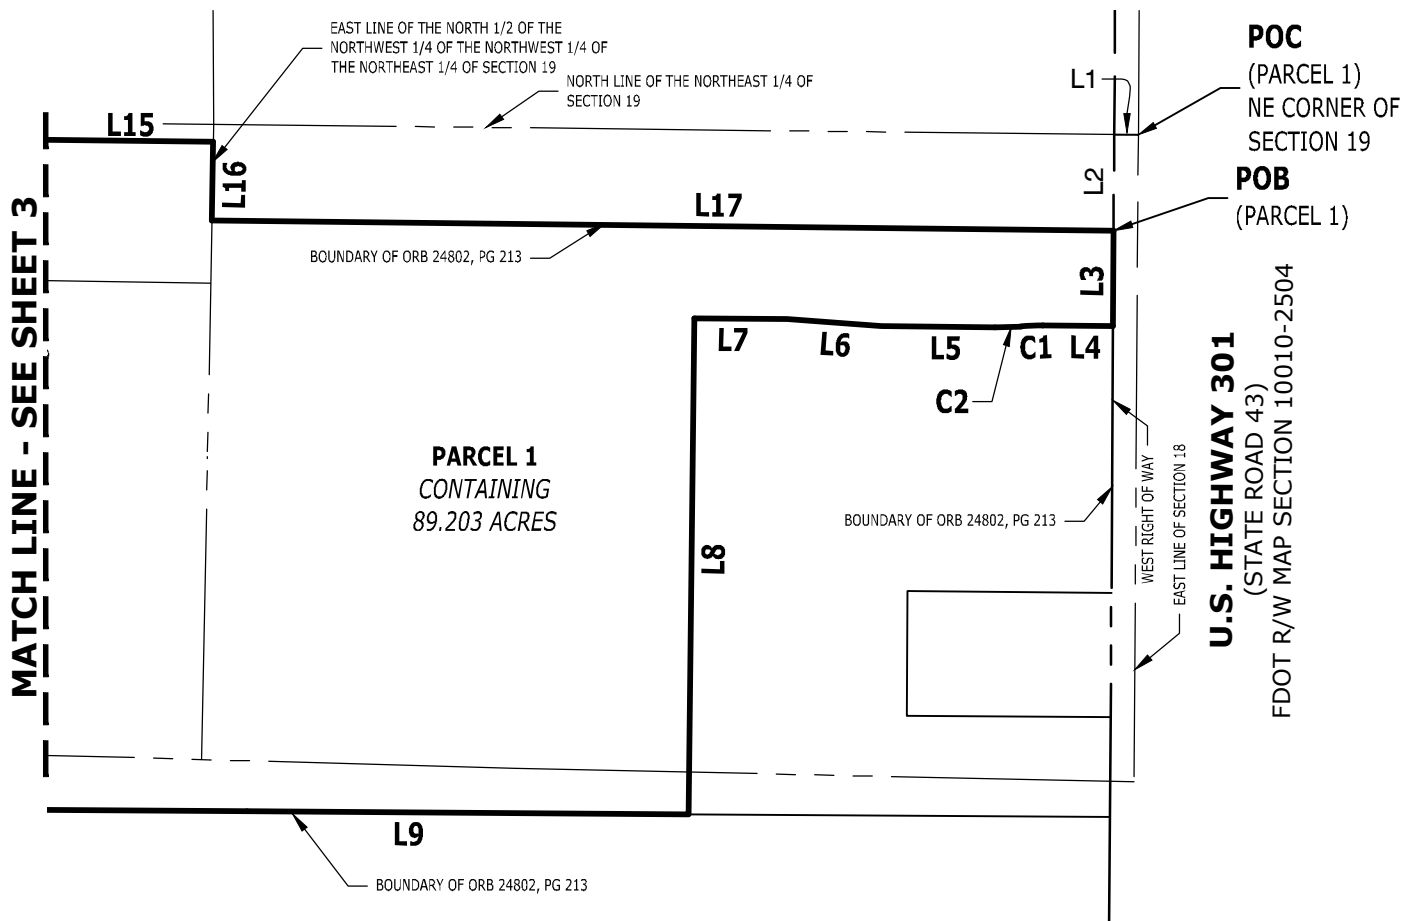 EAST LINE OF THE NORTH 1/2 OF THE
NORTHWEST 1/4 OF THE NORTHWEST 1/4 OF
THE NORTHEAST 1/4 OF SECTION 19
NORTH LINE OF THE NORTHEAST 1/4 OF
SECTION 19
POC
(PARCEL 1)
NE CORNER OF
SECTION 19
L1
L15
L16
L2
POB
(PARCEL 1)
L17
BOUNDARY OF ORB 24802, PG 213
L3
L7
L6
L5
C1
L4
C2
MATCH LINE - SEE SHEET 3
PARCEL 1
CONTAINING
89.203 ACRES
L8
BOUNDARY OF ORB 24802, PG 213
WEST RIGHT OF WAY
EAST LINE OF SECTION 18
U.S. HIGHWAY 301
(STATE ROAD 43)
FDOT R/W MAP SECTION 10010-2504
L9
BOUNDARY OF ORB 24802, PG 213